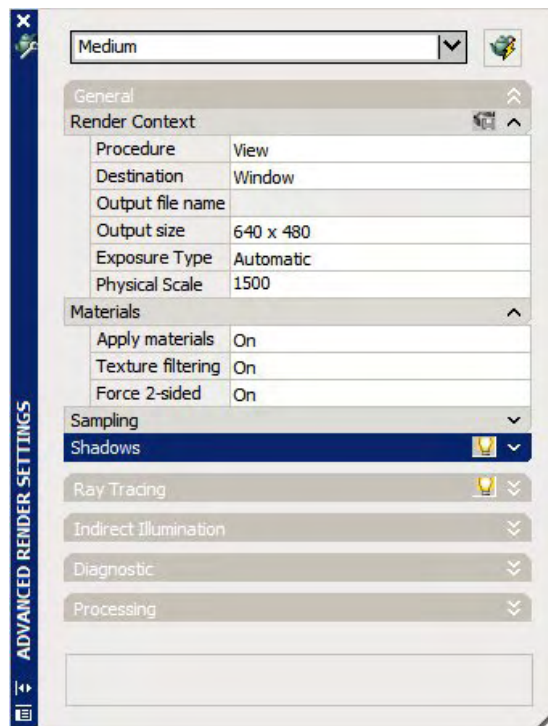 Medium
General
Render Context
Procedure View
Destination Window
Output file name
Output size 640 x 480
Exposure Type Automatic
Physical Scale 1500
Materials
Apply materials On
Texture filtering On
Force 2-sided On
Sampling
Shadows
Ray Tracing
Indirect Illumination
Diagnostic
Processing
ADVANCED RENDER SETTINGS